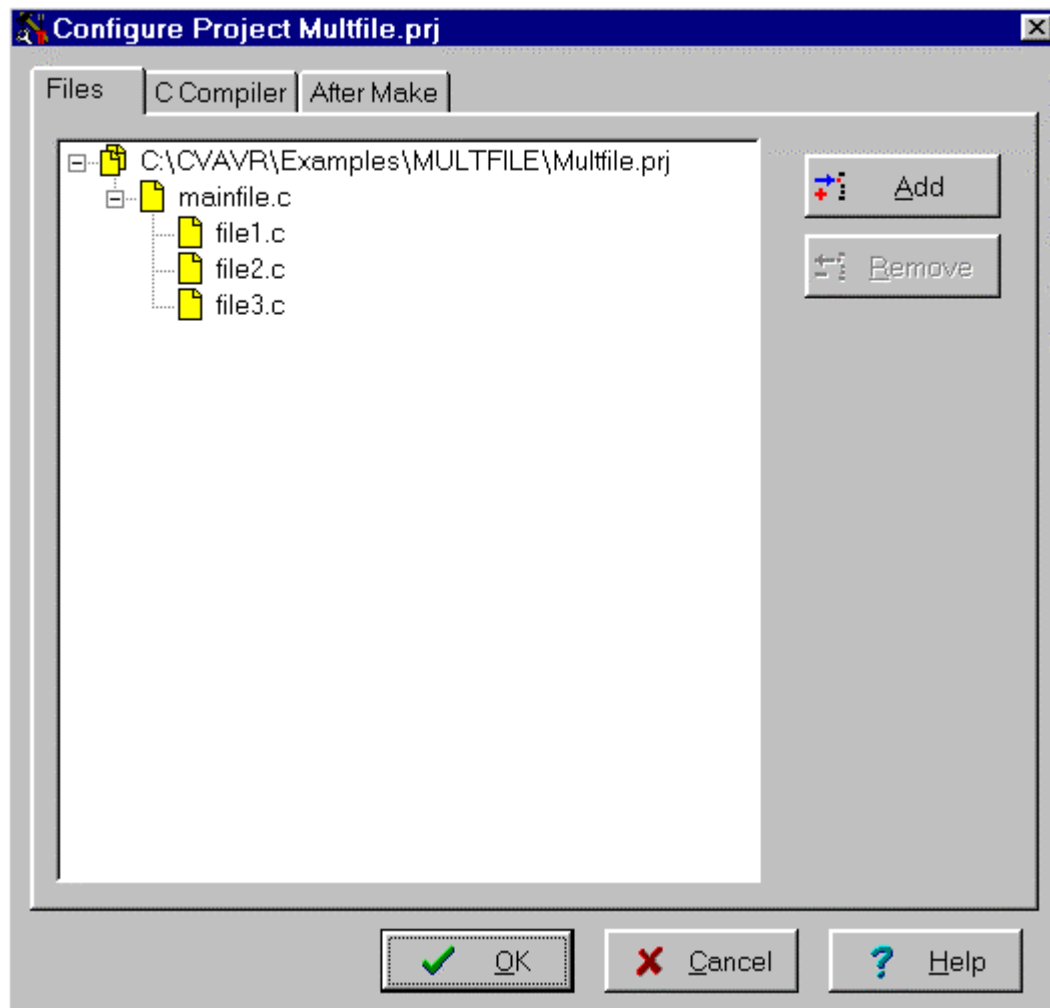 Configure Project Multfile.prj
Files
C Compiler
After Make
C:\CVAVR\Examples\MULTFILE\Multfile.prj
mainfile.c
file1.c
file2.c
file3.c
Add
Remove
OK
Cancel
Help